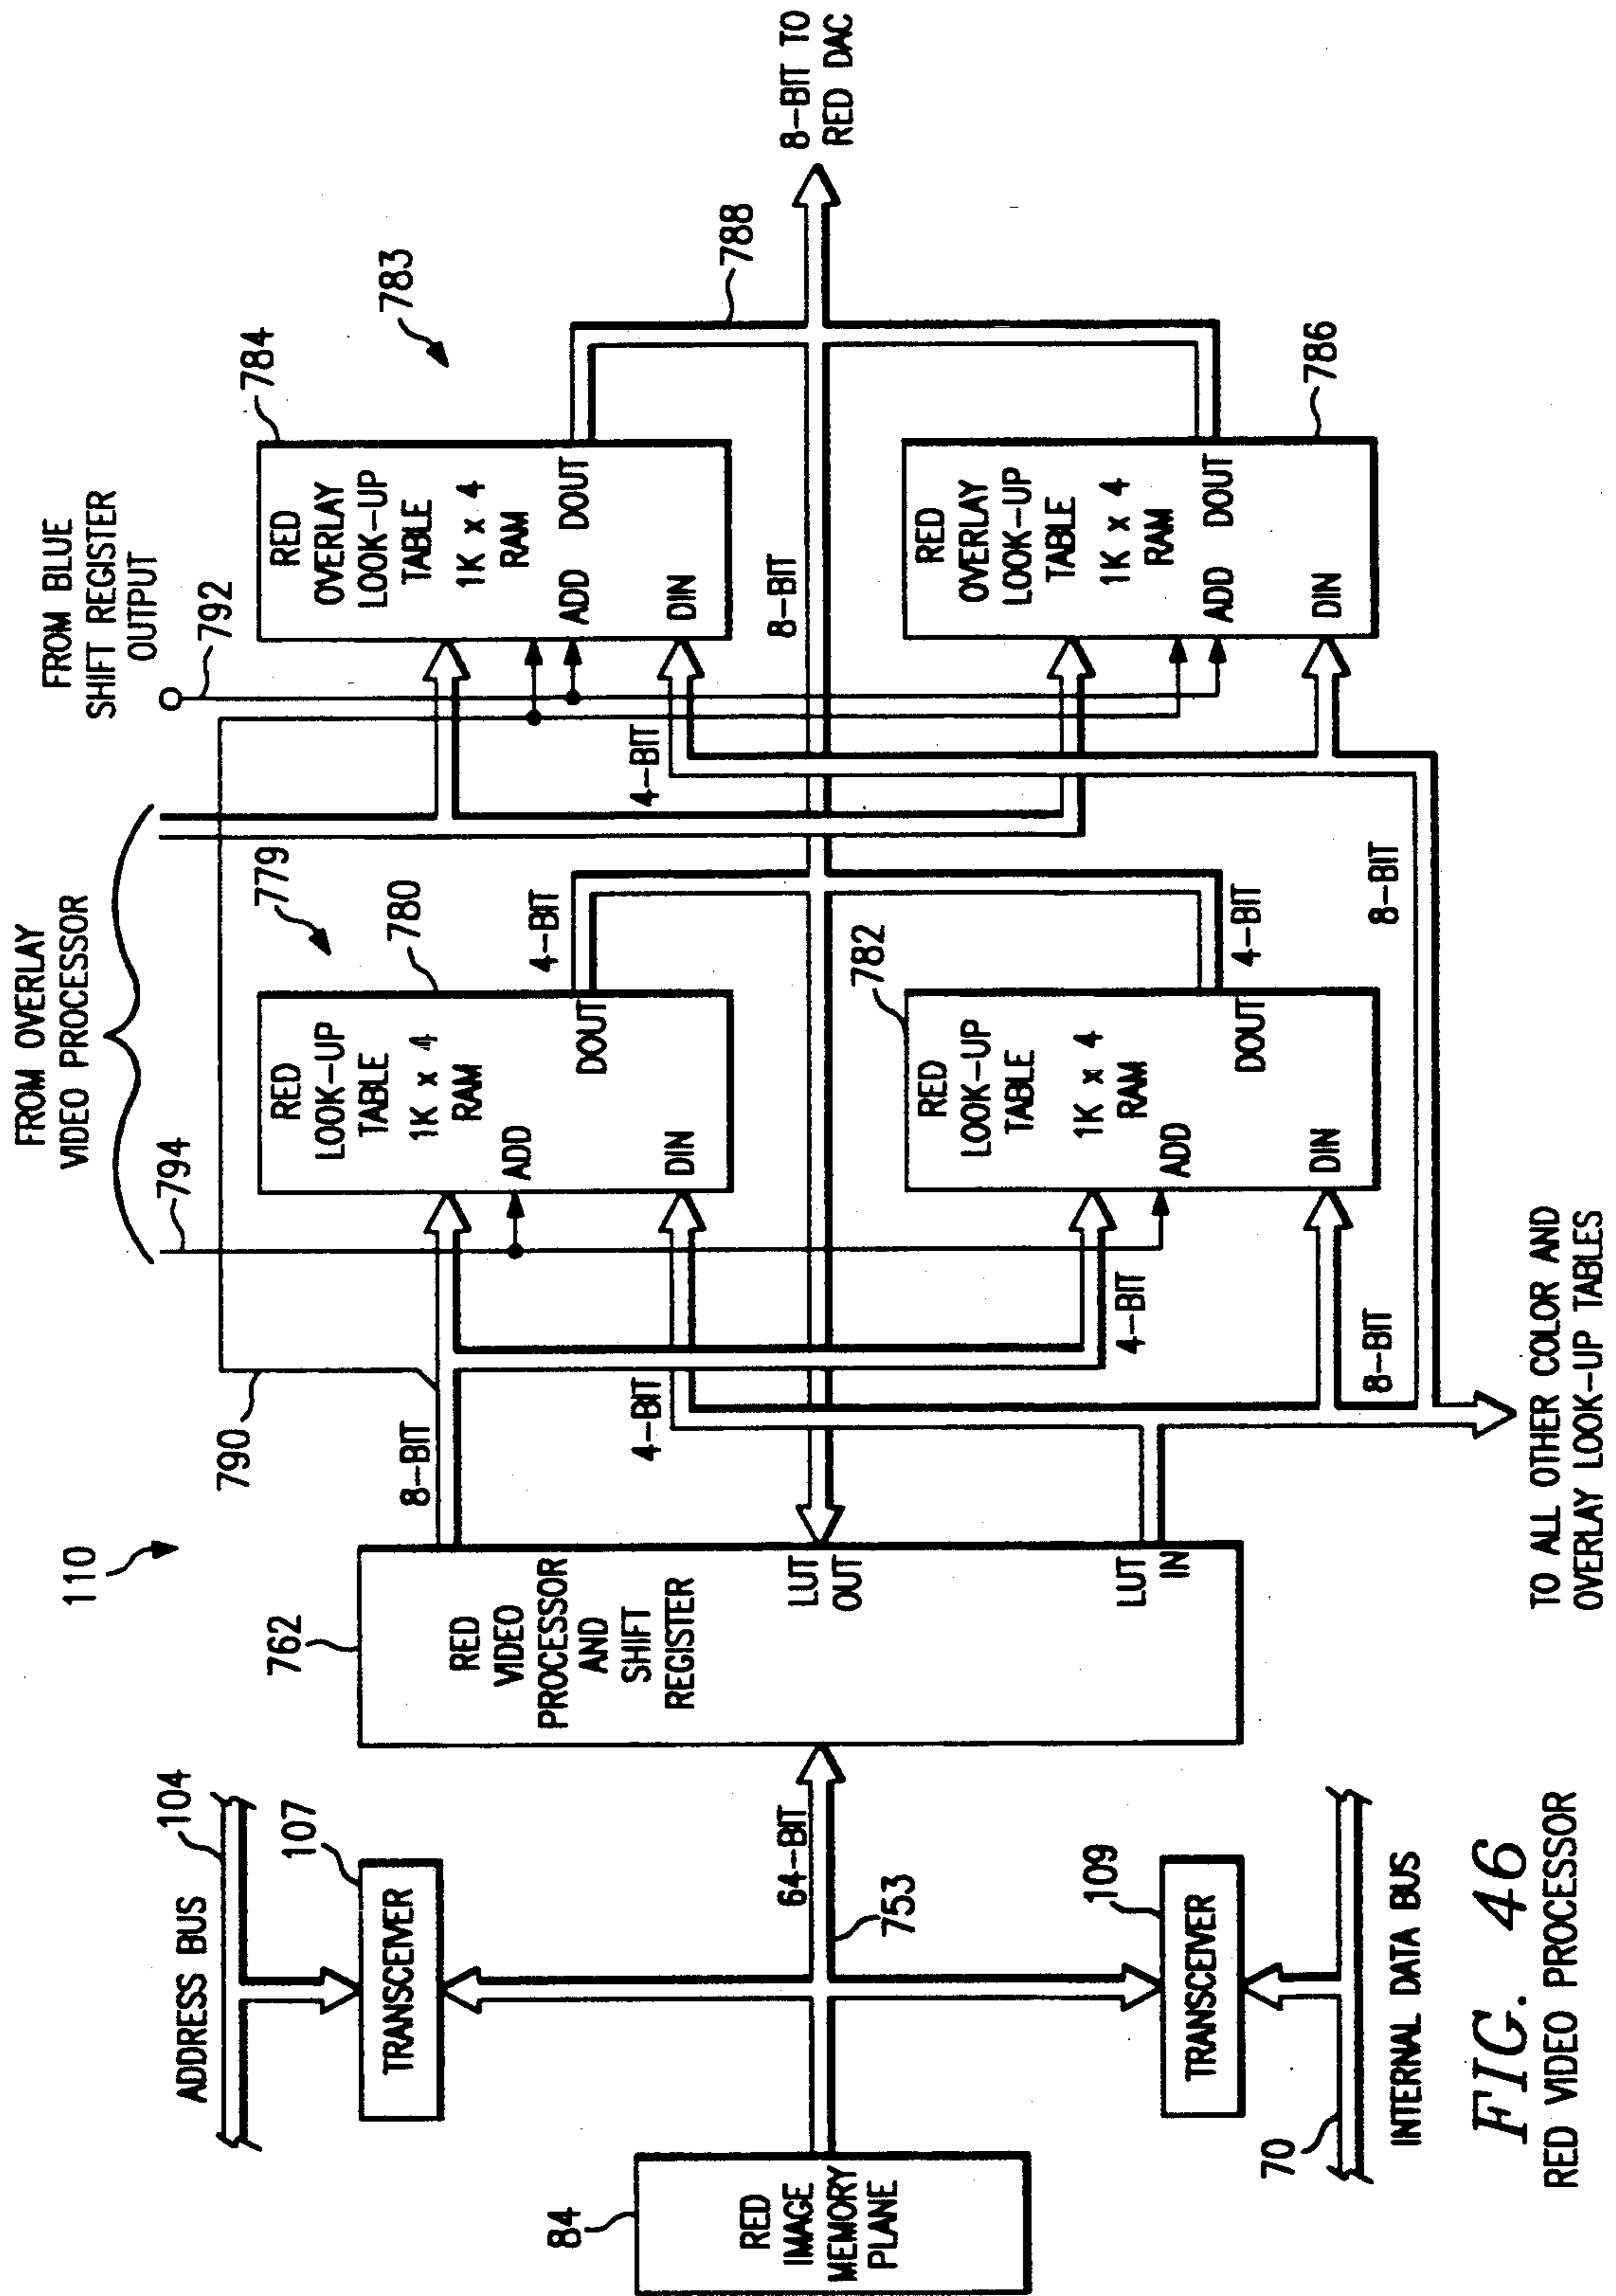 110
ADDRESS BUS
104
107
TRANSCEIVER
84
RED
IMAGE
MEMORY
PLANE
64-BIT
753
109
TRANSCEIVER
70
INTERNAL DATA BUS
762
RED
VIDEO
PROCESSOR
AND
SHIFT
REGISTER
LUT
OUT
LUT
IN
790
8-BIT
4-BIT
4-BIT
8-BIT
TO ALL OTHER COLOR AND
OVERLAY LOOK-UP TABLES
FROM OVERLAY
VIDEO PROCESSOR
794
779
780
RED
LOOK-UP
TABLE
1K x 4
RAM
ADD
DIN
DOUT
4-BIT
782
RED
LOOK-UP
TABLE
1K x 4
RAM
ADD
DIN
DOUT
4-BIT
8-BIT
FROM BLUE
SHIFT REGISTER
OUTPUT
792
4-BIT
8-BIT
783
784
RED
OVERLAY
LOOK-UP
TABLE
1K x 4
RAM
ADD DOUT
DIN
786
RED
OVERLAY
LOOK-UP
TABLE
1K x 4
RAM
ADD DOUT
DIN
788
8-BIT TO
RED DAC
FIG. 46
RED VIDEO PROCESSOR